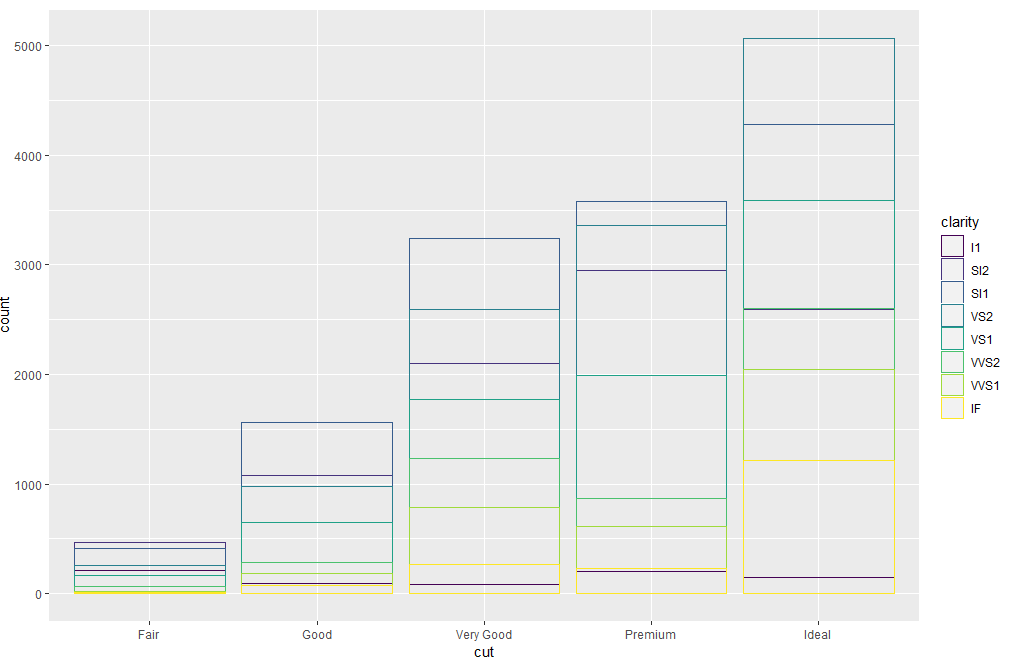 5000
4000
3000
2000
1000
0
count
Fair
Good
Very Good
Premium
Ideal
cut
clarity
I1
SI2
SI1
VS2
VS1
VVS2
VVS1
IF